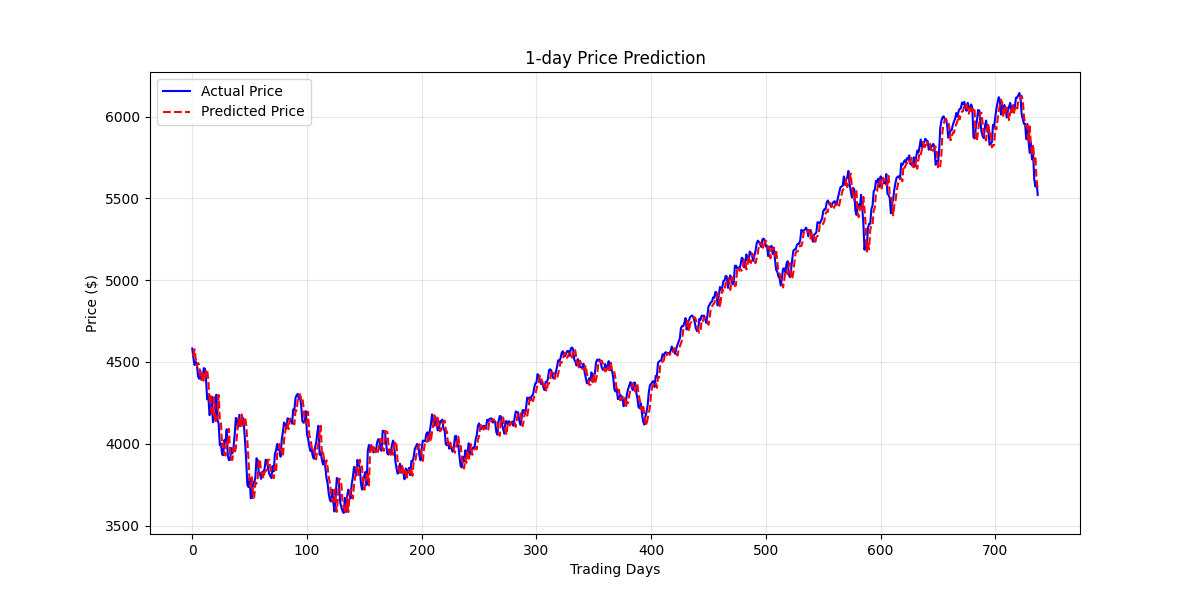 1-day Price Prediction
Actual Price
Predicted Price
Price ($)
6000
5500
5000
4500
4000
3500
0 100 200 300 400 500 600 700
Trading Days